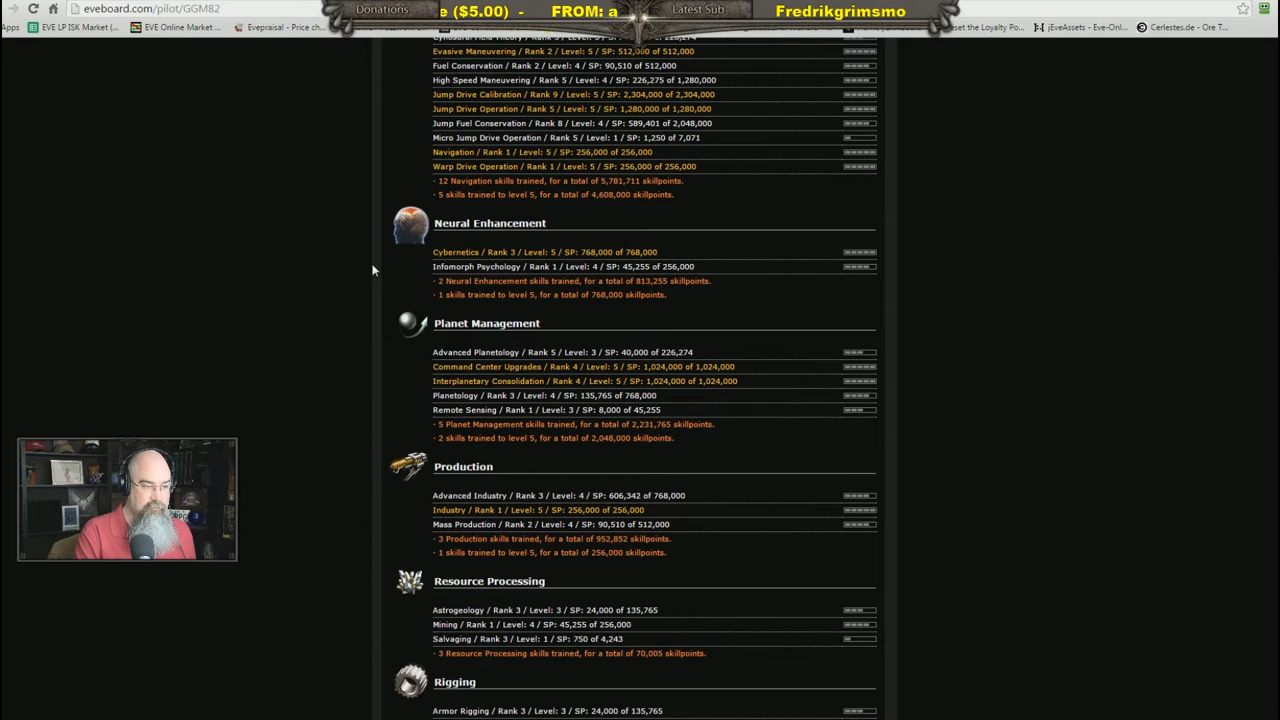 eveboard.com/pilot/GGM82
Donations
e ($5.00) - FROM: a
Latest Sub
Fredrikgrimsmo
Apps
EVE LP ISK Market (...
EVE Online Market ...
Evepraisal - Price ch...
eset the Loyalty Po...
jEveAssets - Eve-Onl...
Cerlestes.de - Ore T...
Evasive Maneuvering / Rank 2 / Level: 5 / SP: 512,000 of 512,000
Fuel Conservation / Rank 2 / Level: 4 / SP: 90,510 of 512,000
High Speed Maneuvering / Rank 5 / Level: 4 / SP: 226,275 of 1,280,000
Jump Drive Calibration / Rank 9 / Level: 5 / SP: 2,304,000 of 2,304,000
Jump Drive Operation / Rank 5 / Level: 5 / SP: 1,280,000 of 1,280,000
Jump Fuel Conservation / Rank 8 / Level: 4 / SP: 589,401 of 2,048,000
Micro Jump Drive Operation / Rank 5 / Level: 1 / SP: 1,250 of 7,071
Navigation / Rank 1 / Level: 5 / SP: 256,000 of 256,000
Warp Drive Operation / Rank 1 / Level: 5 / SP: 256,000 of 256,000
· 12 Navigation skills trained, for a total of 5,781,711 skillpoints.
· 5 skills trained to level 5, for a total of 4,608,000 skillpoints.
Neural Enhancement
Cybernetics / Rank 3 / Level: 5 / SP: 768,000 of 768,000
Infomorph Psychology / Rank 1 / Level: 4 / SP: 45,255 of 256,000
· 2 Neural Enhancement skills trained, for a total of 813,255 skillpoints.
· 1 skills trained to level 5, for a total of 768,000 skillpoints.
Planet Management
Advanced Planetology / Rank 5 / Level: 3 / SP: 40,000 of 226,274
Command Center Upgrades / Rank 4 / Level: 5 / SP: 1,024,000 of 1,024,000
Interplanetary Consolidation / Rank 4 / Level: 5 / SP: 1,024,000 of 1,024,000
Planetology / Rank 3 / Level: 4 / SP: 135,765 of 768,000
Remote Sensing / Rank 1 / Level: 3 / SP: 8,000 of 45,255
· 5 Planet Management skills trained, for a total of 2,231,765 skillpoints.
· 2 skills trained to level 5, for a total of 2,048,000 skillpoints.
Production
Advanced Industry / Rank 3 / Level: 4 / SP: 606,342 of 768,000
Industry / Rank 1 / Level: 5 / SP: 256,000 of 256,000
Mass Production / Rank 2 / Level: 4 / SP: 90,510 of 512,000
· 3 Production skills trained, for a total of 952,852 skillpoints.
· 1 skills trained to level 5, for a total of 256,000 skillpoints.
Resource Processing
Astrogeology / Rank 3 / Level: 3 / SP: 24,000 of 135,765
Mining / Rank 1 / Level: 4 / SP: 45,255 of 256,000
Salvaging / Rank 3 / Level: 1 / SP: 750 of 4,243
· 3 Resource Processing skills trained, for a total of 70,005 skillpoints.
Rigging
Armor Rigging / Rank 3 / Level: 3 / SP: 24,000 of 135,765